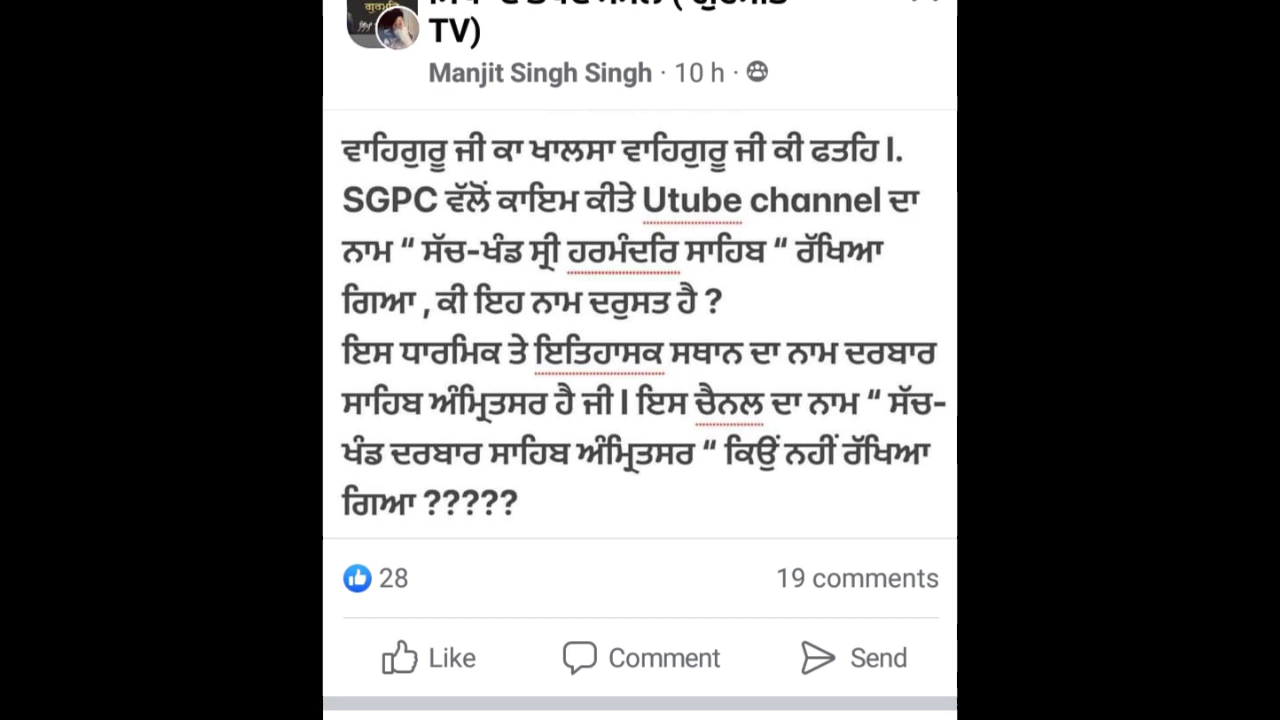 TV)
Manjit Singh Singh · 10 h ·
ਵਾਹਿਗੁਰੂ ਜੀ ਕਾ ਖਾਲਸਾ ਵਾਹਿਗੁਰੂ ਜੀ ਕੀ ਫਤਹਿ l.
SGPC ਵੱਲੋਂ ਕਾਇਮ ਕੀਤੇ Utube channel ਦਾ
ਨਾਮ “ ਸੱਚ-ਖੰਡ ਸ੍ਰੀ ਹਰਮੰਦਰਿ ਸਾਹਿਬ “ ਰੱਖਿਆ
ਗਿਆ , ਕੀ ਇਹ ਨਾਮ ਦਰੁਸਤ ਹੈ ?
ਇਸ ਧਾਰਮਿਕ ਤੇ ਇਤਿਹਾਸਕ ਸਥਾਨ ਦਾ ਨਾਮ ਦਰਬਾਰ
ਸਾਹਿਬ ਅੰਮ੍ਰਿਤਸਰ ਹੈ ਜੀ l ਇਸ ਚੈਨਲ ਦਾ ਨਾਮ “ ਸੱਚ-
ਖੰਡ ਦਰਬਾਰ ਸਾਹਿਬ ਅੰਮ੍ਰਿਤਸਰ “ ਕਿਉਂ ਨਹੀਂ ਰੱਖਿਆ
ਗਿਆ ?????
28
19 comments
Like Comment Send